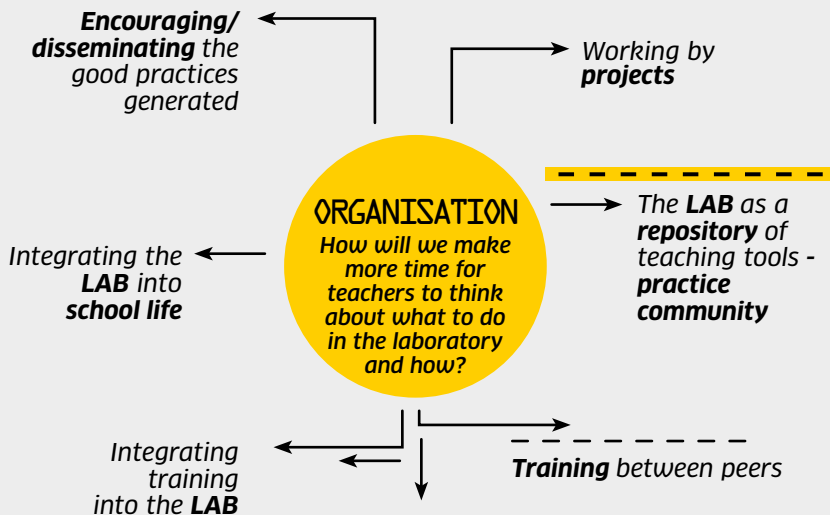 Encouraging/
disseminating the
good practices
generated
Working by
projects
ORGANISATION
How will we make
more time for
teachers to think
about what to do
in the laboratory
and how?
Integrating the
LAB into
school life
The LAB as a
repository of
teaching tools -
practice
community
Integrating
training
into the LAB
Training between peers